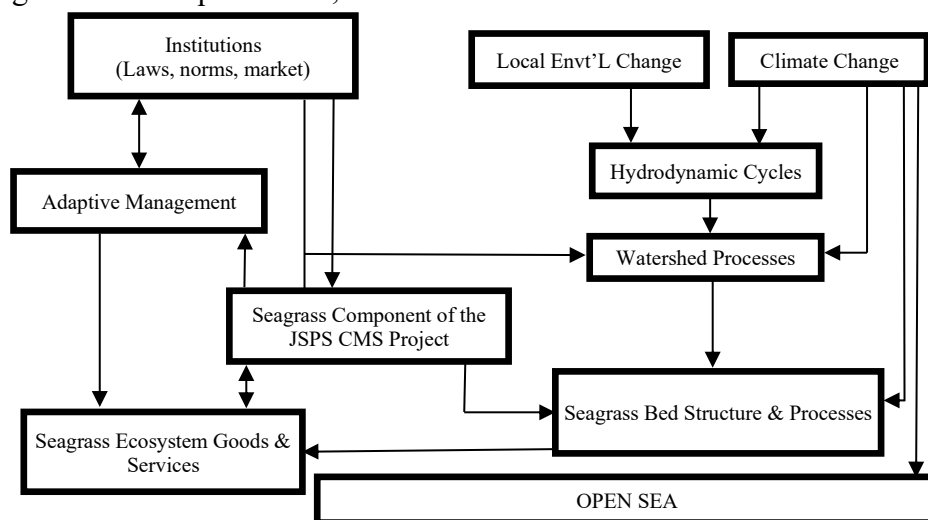 Institutions
(Laws, norms, market)
Local Envt’L Change
Climate Change
Hydrodynamic Cycles
Adaptive Management
Watershed Processes
Seagrass Component of the
JSPS CMS Project
Seagrass Bed Structure & Processes
Seagrass Ecosystem Goods &
Services
OPEN SEA